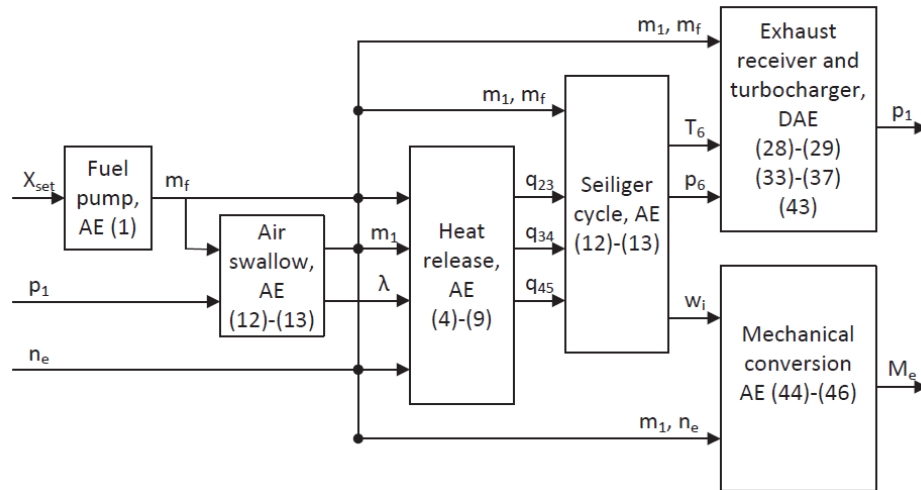 m₁, m_f
Exhaust
receiver and
turbocharger,
DAE
(28)-(29)
(33)-(37)
(43)
p₁
m₁, m_f
T₆
p₆
Seiliger
cycle, AE
(12)-(13)
X_set
Fuel
pump,
AE (1)
m_f
q₂₃
q₃₄
q₄₅
Heat
release,
AE
(4)-(9)
Air
swallow,
AE
(12)-(13)
m₁
λ
p₁
n_e
w_i
Mechanical
conversion
AE (44)-(46)
M_e
m₁, n_e